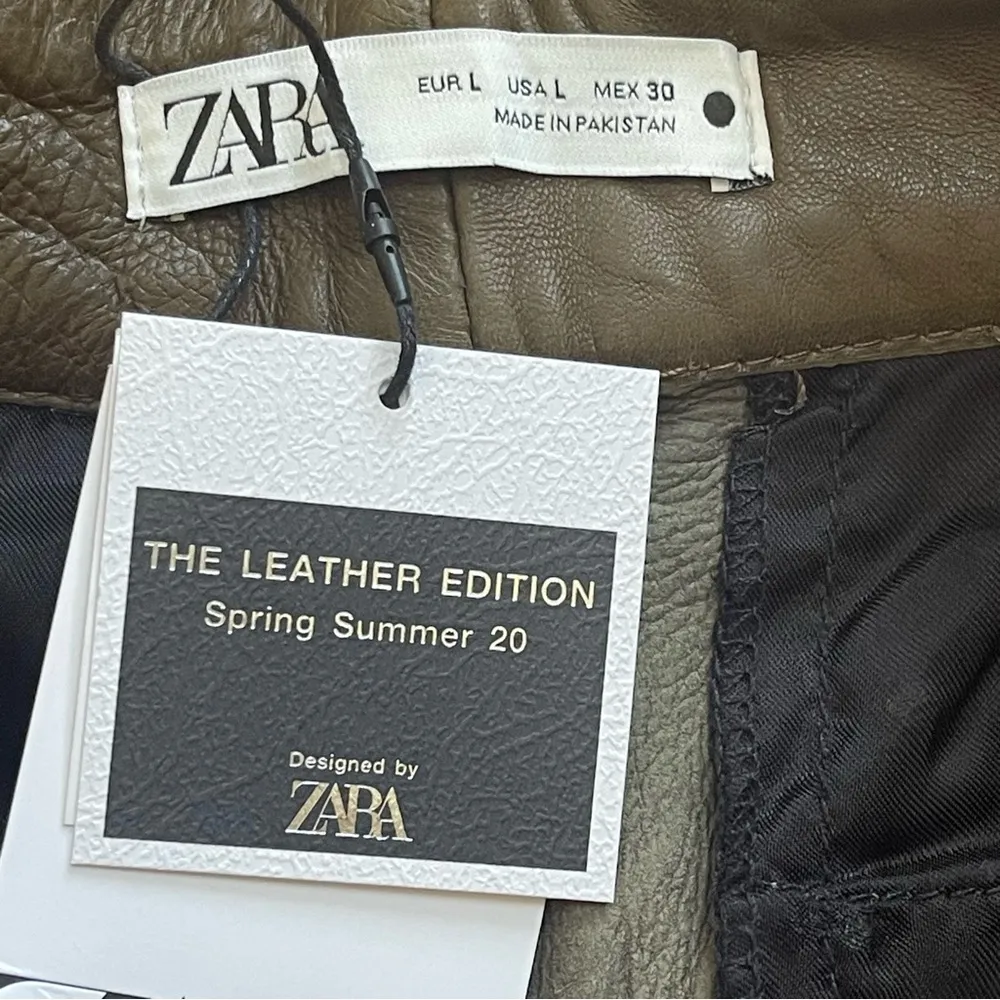 ZARA
EUR L USA L MEX 30
MADE IN PAKISTAN
THE LEATHER EDITION
Spring Summer 20
Designed by
ZARA